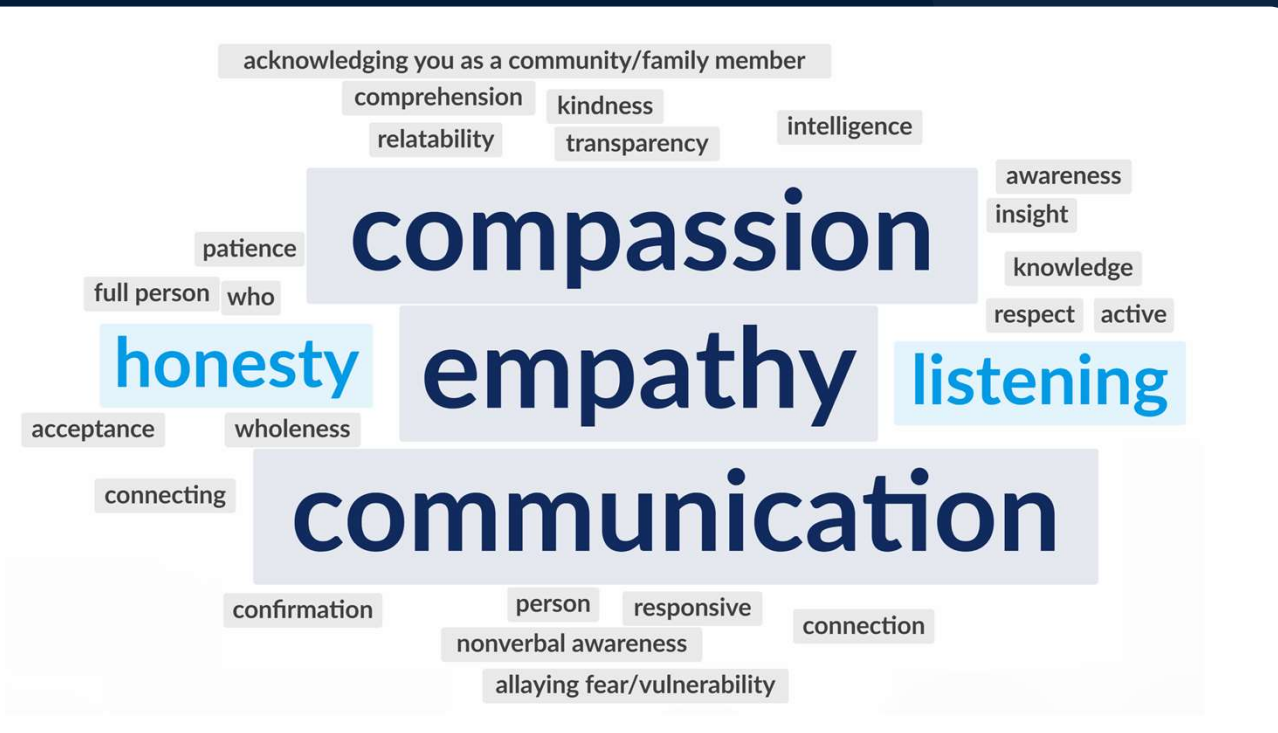 acknowledging you as a community/family member
comprehension
kindness
intelligence
relatability
transparency
compassion
awareness
insight
patience
knowledge
full person
who
respect
active
honesty
empathy
listening
acceptance
wholeness
connecting
communication
confirmation
person
responsive
connection
nonverbal awareness
allaying fear/vulnerability